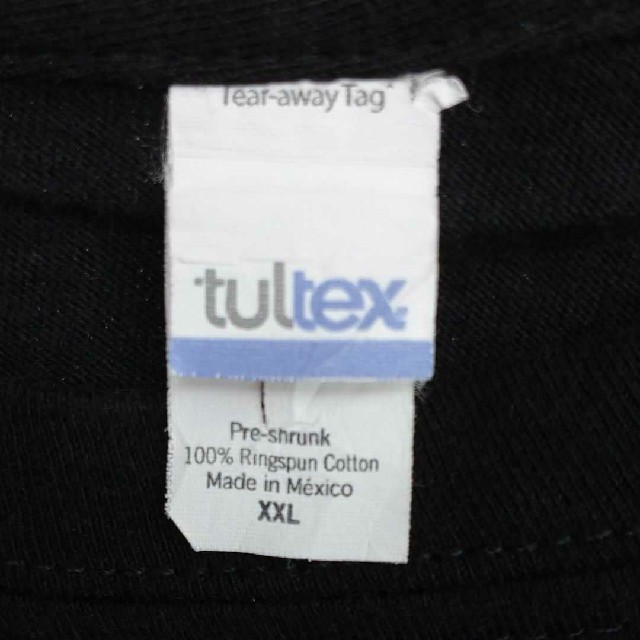 Tear-away Tag
tultex
Pre-shrunk
100% Ringspun Cotton
Made in México
XXL